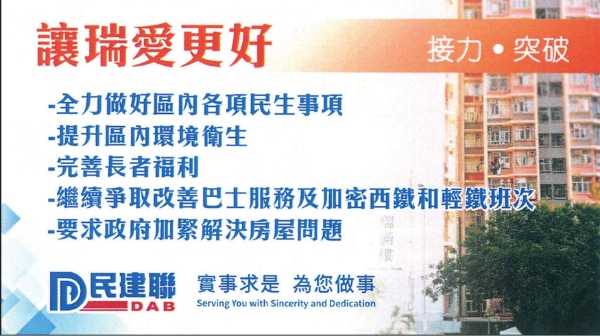 讓瑞愛更好
接力•突破
-全力做好區內各項民生事項
-提升區內環境衛生
-完善長者福利
-繼續爭取改善巴士服務及加密西鐵和輕鐵班次
-要求政府加緊解決房屋問題
民建聯
DAB
實事求是 為您做事
Serving You with Sincerity and Dedication